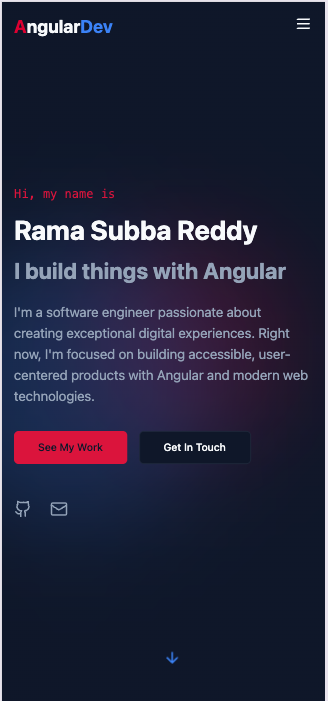 AngularDev
Hi, my name is
Rama Subba Reddy
I build things with Angular
I'm a software engineer passionate about
creating exceptional digital experiences. Right
now, I'm focused on building accessible, user-
centered products with Angular and modern web
technologies.
See My Work
Get In Touch